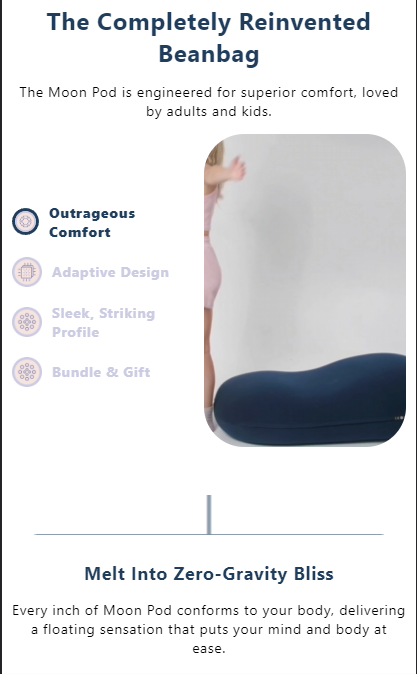 The Completely Reinvented
Beanbag
The Moon Pod is engineered for superior comfort, loved
by adults and kids.
Outrageous
Comfort
Adaptive Design
Sleek, Striking
Profile
Bundle & Gift
Melt Into Zero-Gravity Bliss
Every inch of Moon Pod conforms to your body, delivering
a floating sensation that puts your mind and body at
ease.